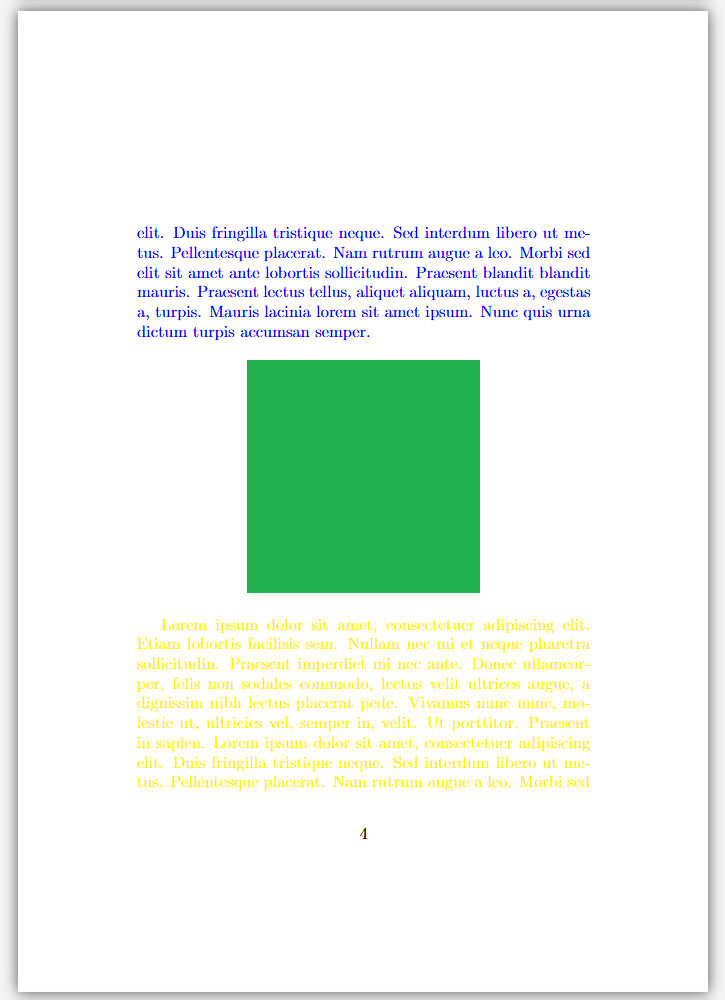 elit. Duis fringilla tristique neque. Sed interdum libero ut me-
tus. Pellentesque placerat. Nam rutrum augue a leo. Morbi sed
elit sit amet ante lobortis sollicitudin. Praesent blandit blandit
mauris. Praesent lectus tellus, aliquet aliquam, luctus a, egestas
a, turpis. Mauris lacinia lorem sit amet ipsum. Nunc quis urna
dictum turpis accumsan semper.
Lorem ipsum dolor sit amet, consectetuer adipiscing elit.
Etiam lobortis facilisis sem. Nullam nec mi et neque pharetra
sollicitudin. Praesent imperdiet mi nec ante. Donec ullamcor-
per, felis non sodales commodo, lectus velit ultrices augue, a
dignissim nibh lectus placerat pede. Vivamus nunc nunc, mo-
lestie ut, ultricies vel, semper in, velit. Ut porttitor. Praesent
in sapien. Lorem ipsum dolor sit amet, consectetuer adipiscing
elit. Duis fringilla tristique neque. Sed interdum libero ut me-
tus. Pellentesque placerat. Nam rutrum augue a leo. Morbi sed
4